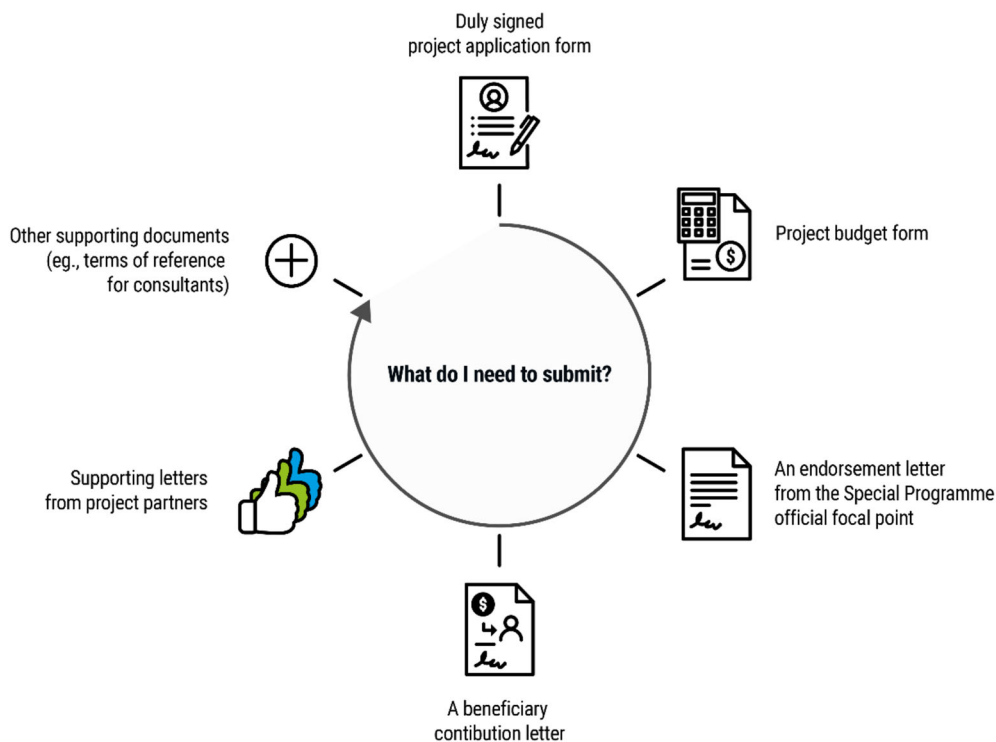 Duly signed
project application form
Project budget form
An endorsement letter
from the Special Programme
official focal point
A beneficiary
contibution letter
Supporting letters
from project partners
Other supporting documents
(eg., terms of reference
for consultants)
What do I need to submit?
$
$